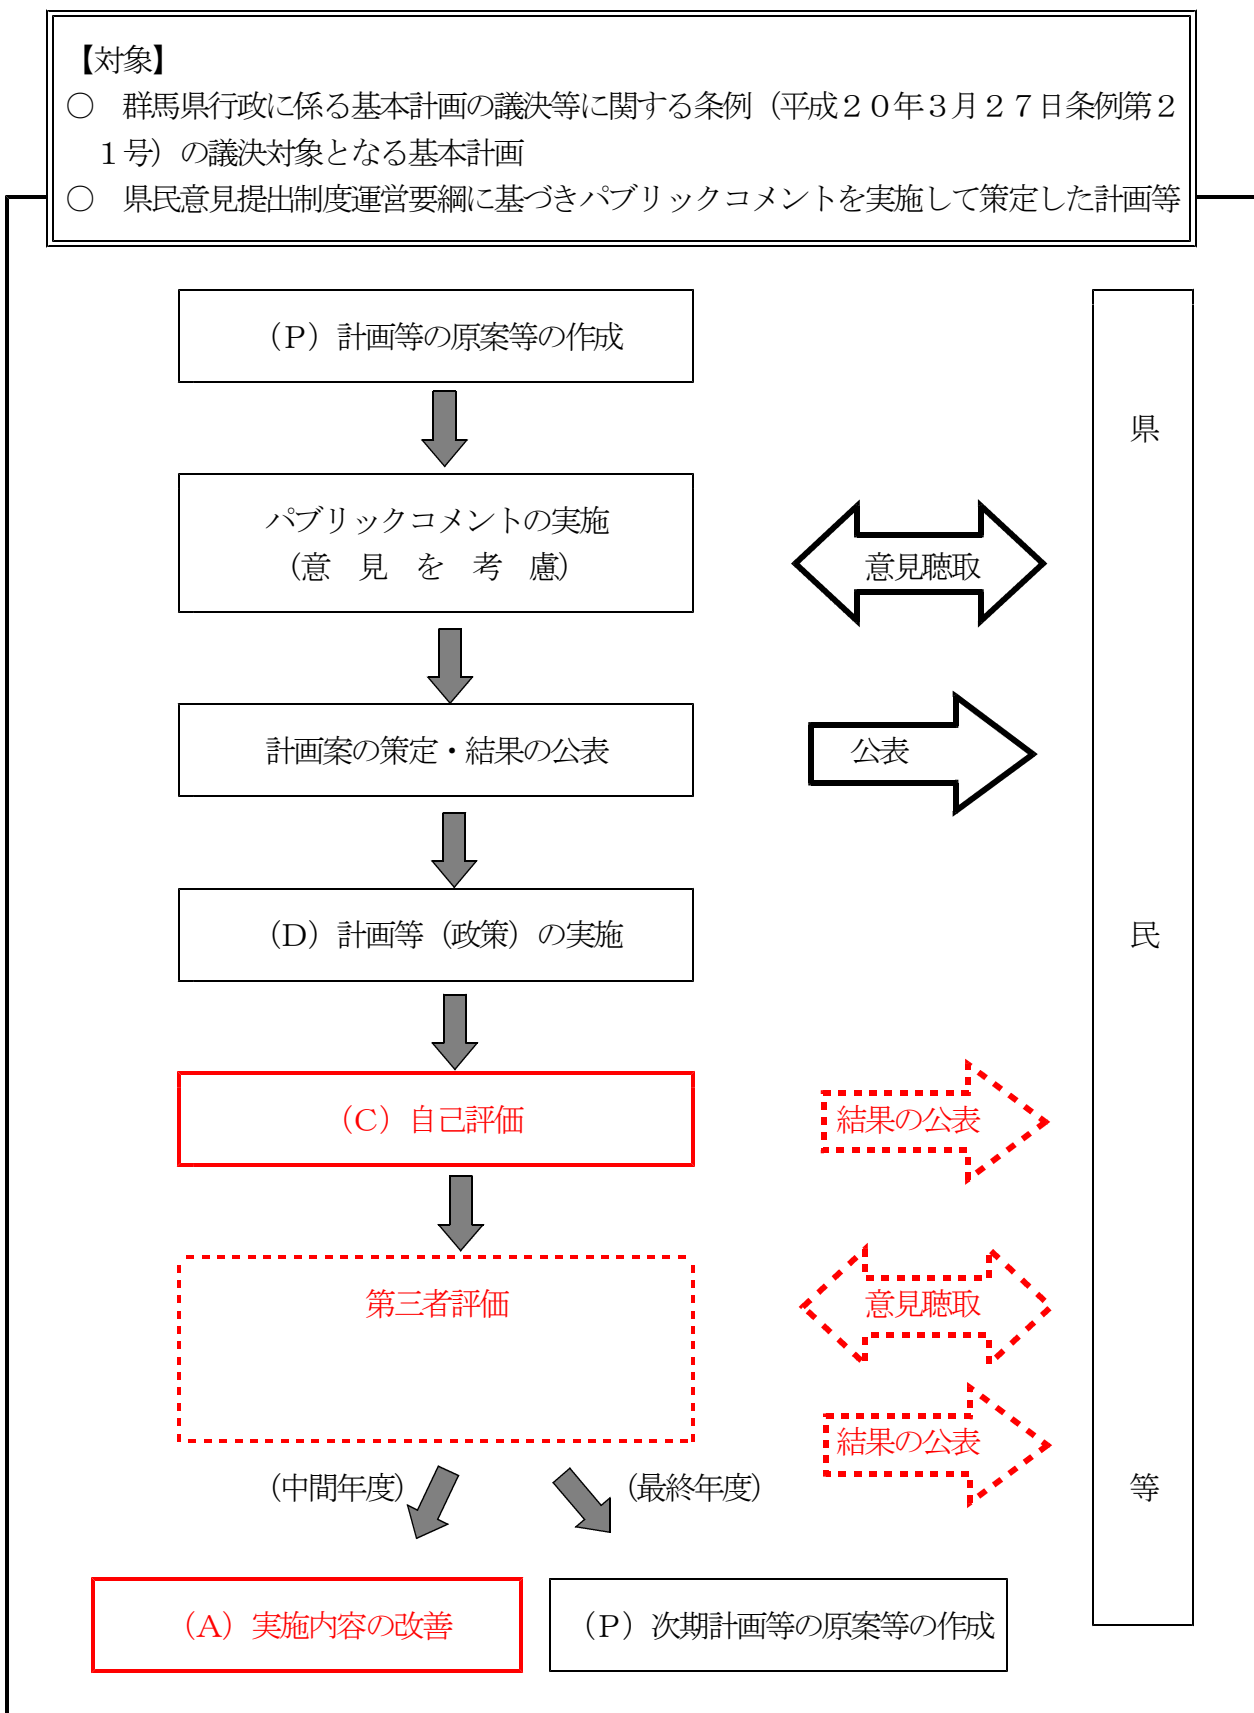 【対象】
○　群馬県行政に係る基本計画の議決等に関する条例（平成２０年３月２７日条例第２
１号）の議決対象となる基本計画
○　県民意見提出制度運営要綱に基づきパブリックコメントを実施して策定した計画等
（Ｐ）計画等の原案等の作成
パブリックコメントの実施
（意　見　を　考　慮）
意見聴取
計画案の策定・結果の公表
公表
（Ｄ）計画等（政策）の実施
（Ｃ）自己評価
結果の公表
第三者評価
意見聴取
結果の公表
（中間年度）
（最終年度）
（Ａ）実施内容の改善
（Ｐ）次期計画等の原案等の作成
県
民
等